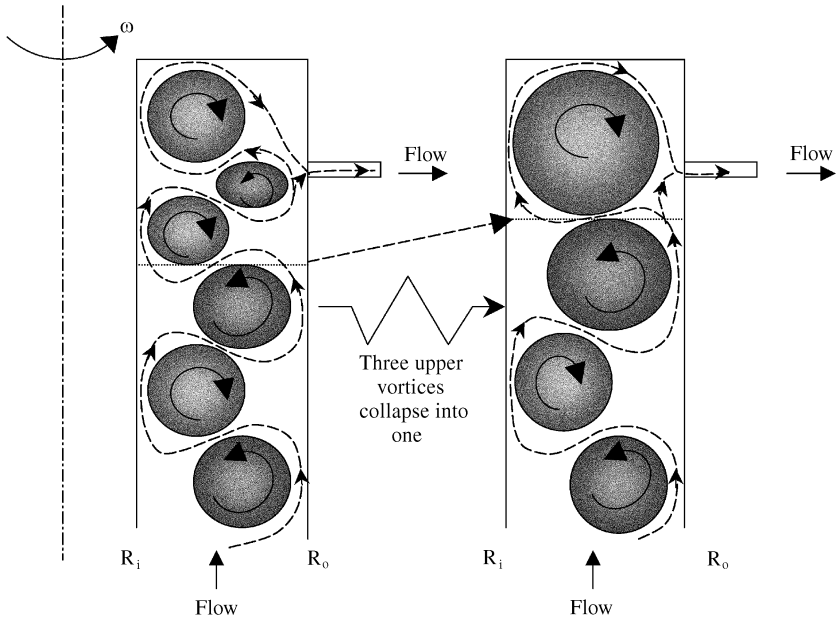 ω
Flow
Flow
Three upper
vortices
collapse into
one
Ri
Ro
Ri
Ro
Flow
Flow